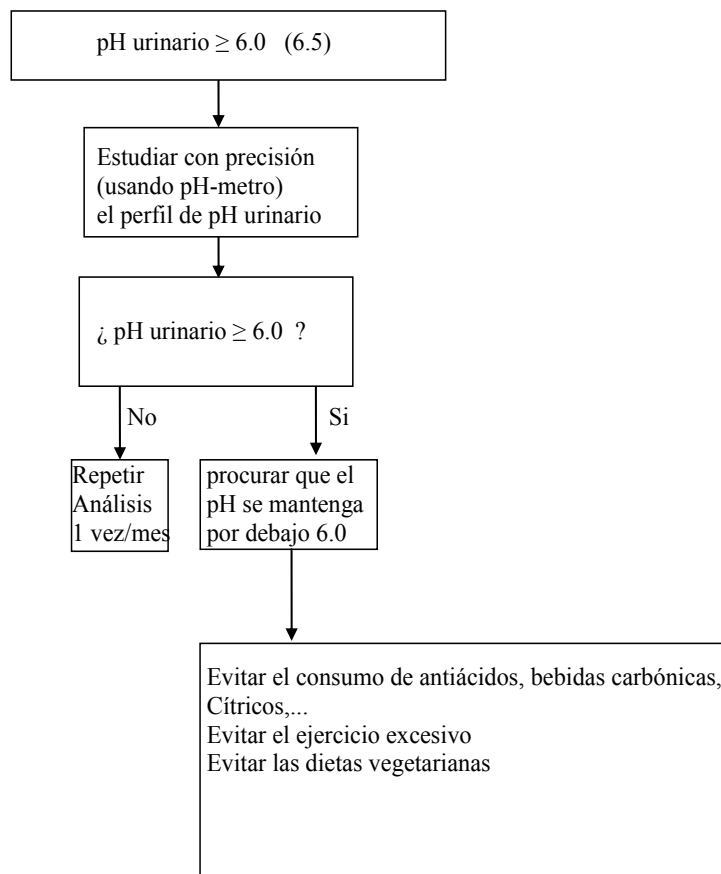 pH urinario ≥ 6.0 (6.5)
Estudiar con precisión
(usando pH-metro)
el perfil de pH urinario
¿ pH urinario ≥ 6.0 ?
No
Si
Repetir
Análisis
1 vez/mes
procurar que el
pH se mantenga
por debajo 6.0
Evitar el consumo de antiácidos, bebidas carbónicas,
Cítricos,...
Evitar el ejercicio excesivo
Evitar las dietas vegetarianas